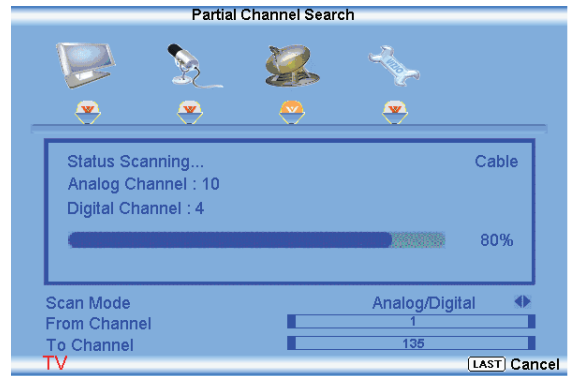 Partial Channel Search
VIZIO
Status Scanning... Cable
Analog Channel : 10
Digital Channel : 4
80%
Scan Mode Analog/Digital
From Channel 1
To Channel 135
TV LAST Cancel